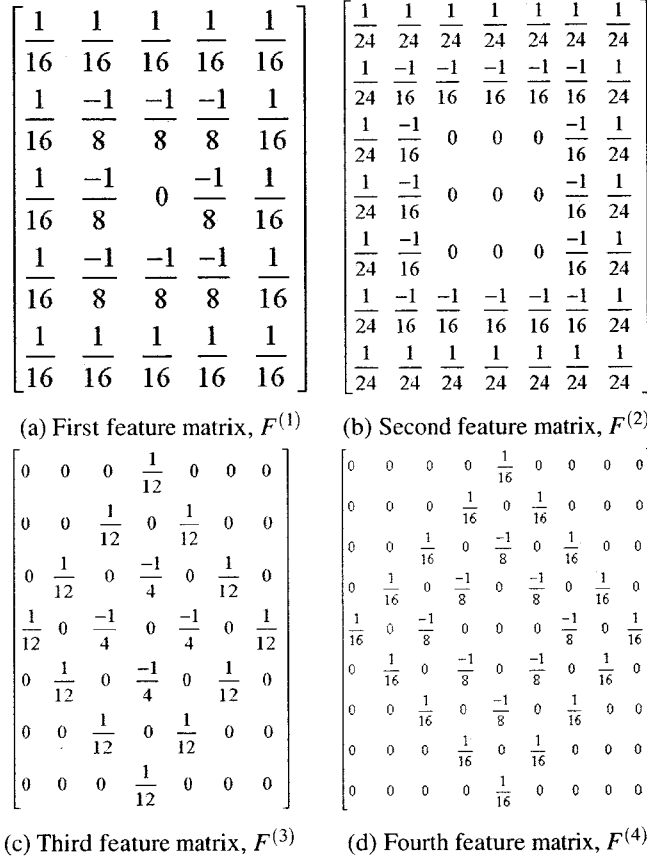 1/16 1/16 1/16 1/16 1/16
1/16 -1/8 -1/8 -1/8 1/16
1/16 -1/8 0 -1/8 1/16
1/16 -1/8 -1/8 -1/8 1/16
1/16 1/16 1/16 1/16 1/16
(a) First feature matrix, F^(1)
1/24 1/24 1/24 1/24 1/24 1/24 1/24
1/24 -1/16 -1/16 -1/16 -1/16 -1/16 1/24
1/24 -1/16 0 0 0 -1/16 1/24
1/24 -1/16 0 0 0 -1/16 1/24
1/24 -1/16 0 0 0 -1/16 1/24
1/24 -1/16 -1/16 -1/16 -1/16 -1/16 1/24
1/24 1/24 1/24 1/24 1/24 1/24 1/24
(b) Second feature matrix, F^(2)
0 0 0 1/12 0 0 0
0 0 1/12 0 1/12 0 0
0 1/12 0 -1/4 0 1/12 0
1/12 0 -1/4 0 -1/4 0 1/12
0 1/12 0 -1/4 0 1/12 0
0 0 1/12 0 1/12 0 0
0 0 0 1/12 0 0 0
(c) Third feature matrix, F^(3)
0 0 0 0 1/16 0 0 0 0
0 0 0 1/16 0 1/16 0 0 0
0 0 1/16 0 -1/8 0 1/16 0 0
0 1/16 0 -1/8 0 -1/8 0 1/16 0
1/16 0 -1/8 0 0 0 -1/8 0 1/16
0 1/16 0 -1/8 0 -1/8 0 1/16 0
0 0 1/16 0 -1/8 0 1/16 0 0
0 0 0 1/16 0 1/16 0 0 0
0 0 0 0 1/16 0 0 0 0
(d) Fourth feature matrix, F^(4)